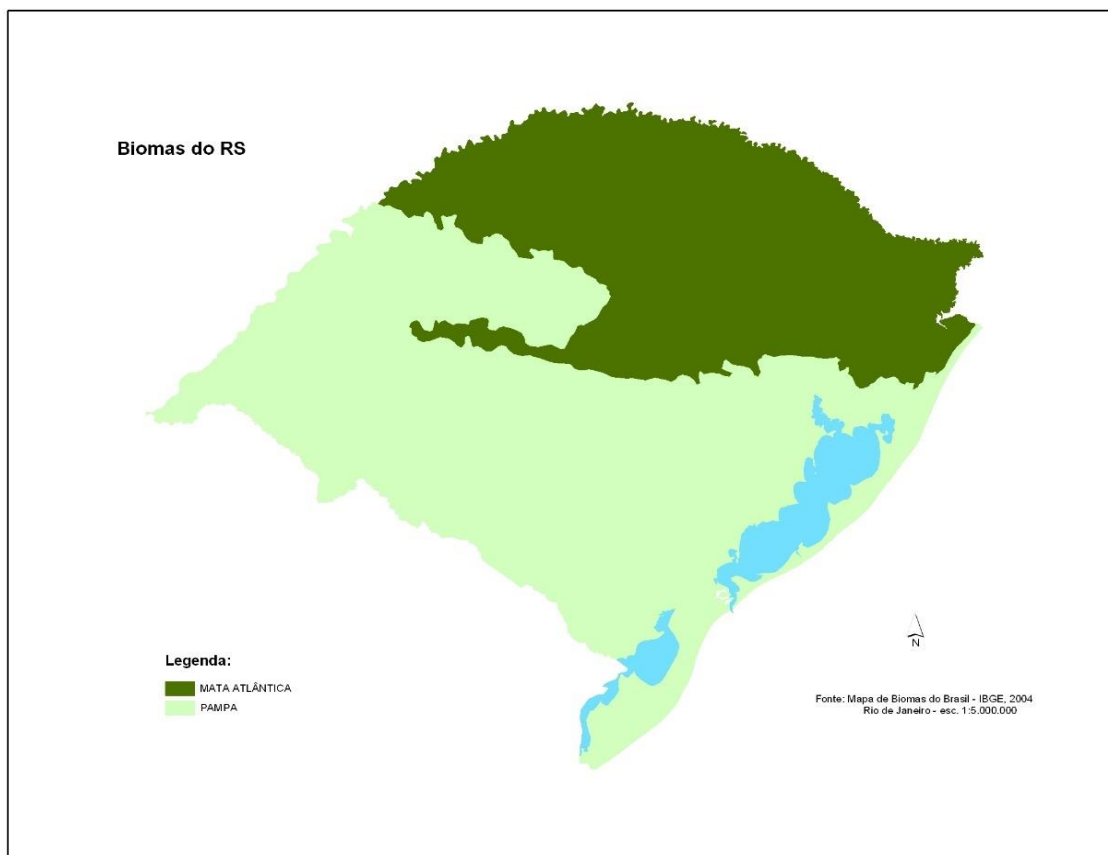 Biomas do RS
N
Legenda:
MATA ATLÂNTICA
PAMPA
Fonte: Mapa de Biomas do Brasil - IBGE, 2004
Rio de Janeiro - esc. 1:5.000.000